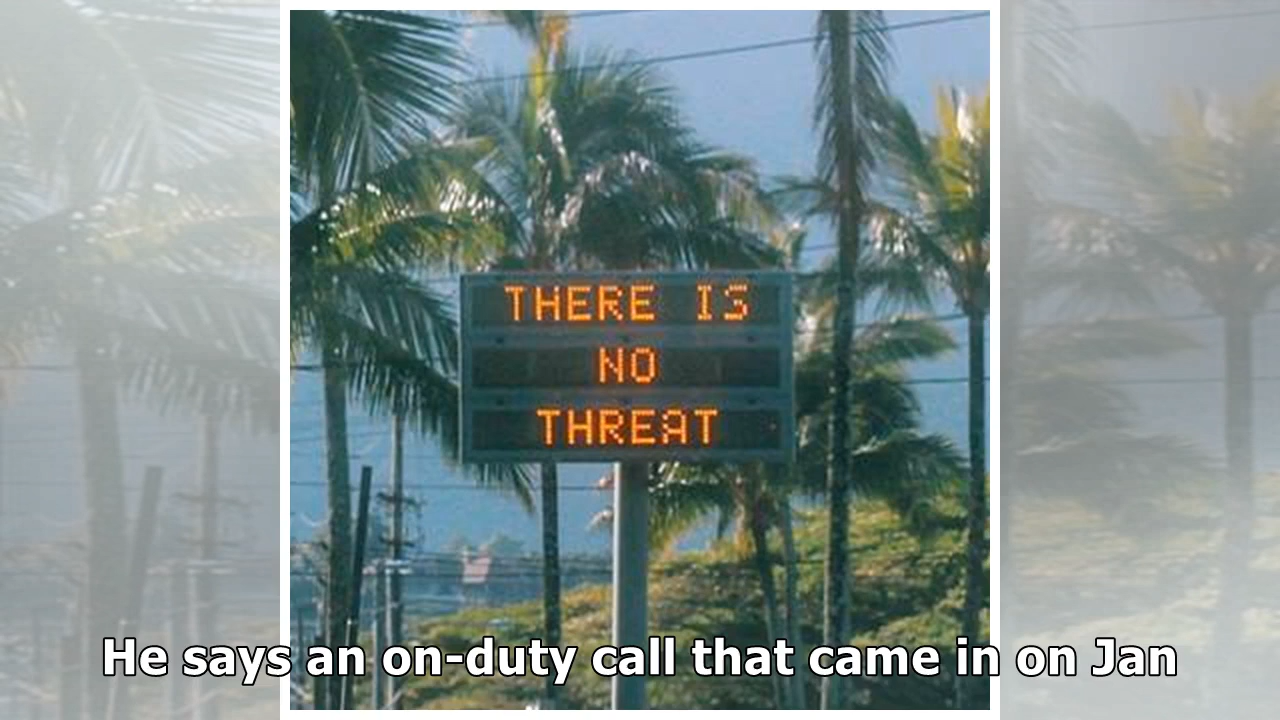 THERE IS
NO
THREAT
He says an on-duty call that came in on Jan